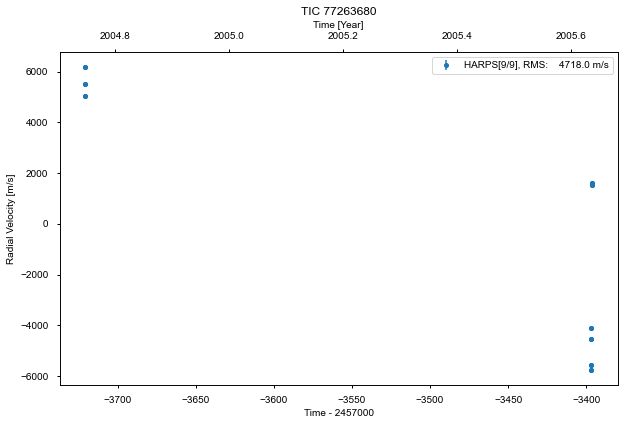 TIC 77263680
Time [Year]
2004.8 2005.0 2005.2 2005.4 2005.6
HARPS[9/9], RMS: 4718.0 m/s
6000
4000
2000
0
−2000
−4000
−6000
Radial Velocity [m/s]
−3700 −3650 −3600 −3550 −3500 −3450 −3400
Time - 2457000